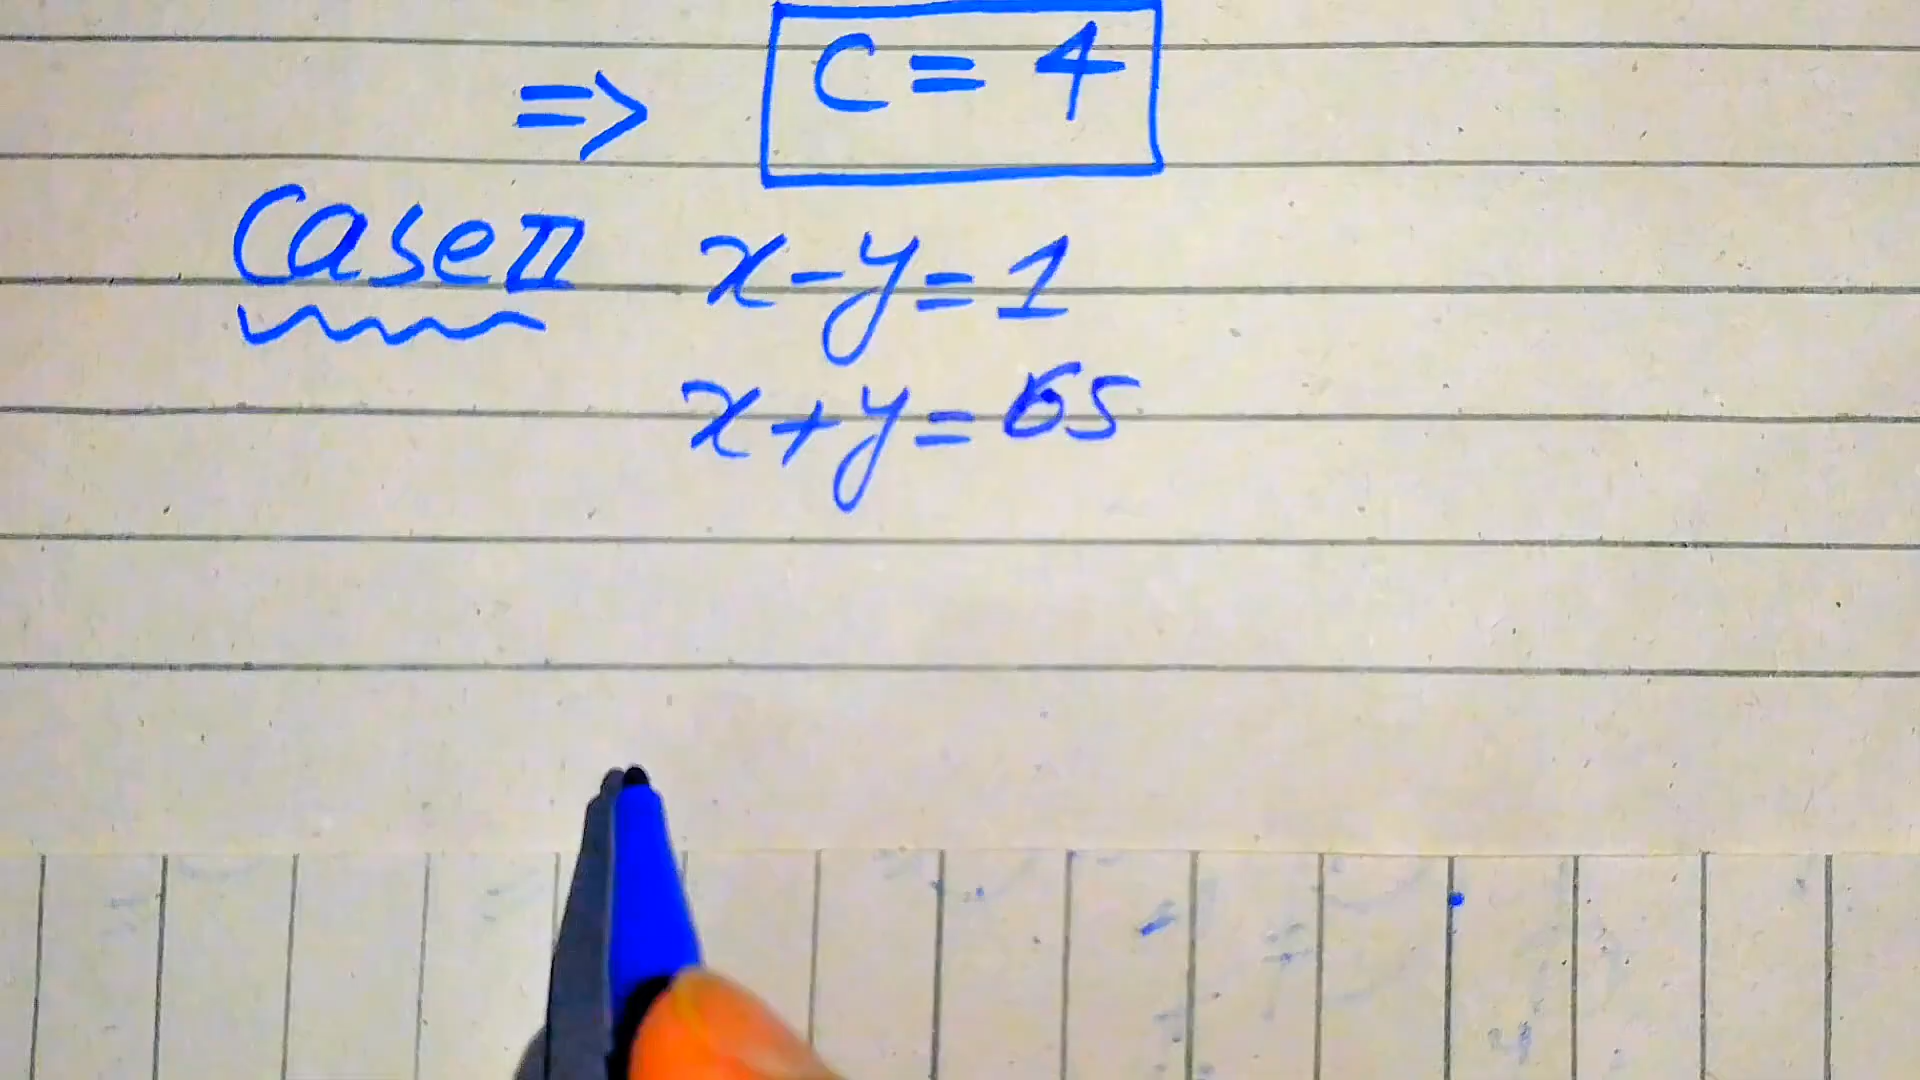 => C = 4
Case II x-y=1
x+y=65